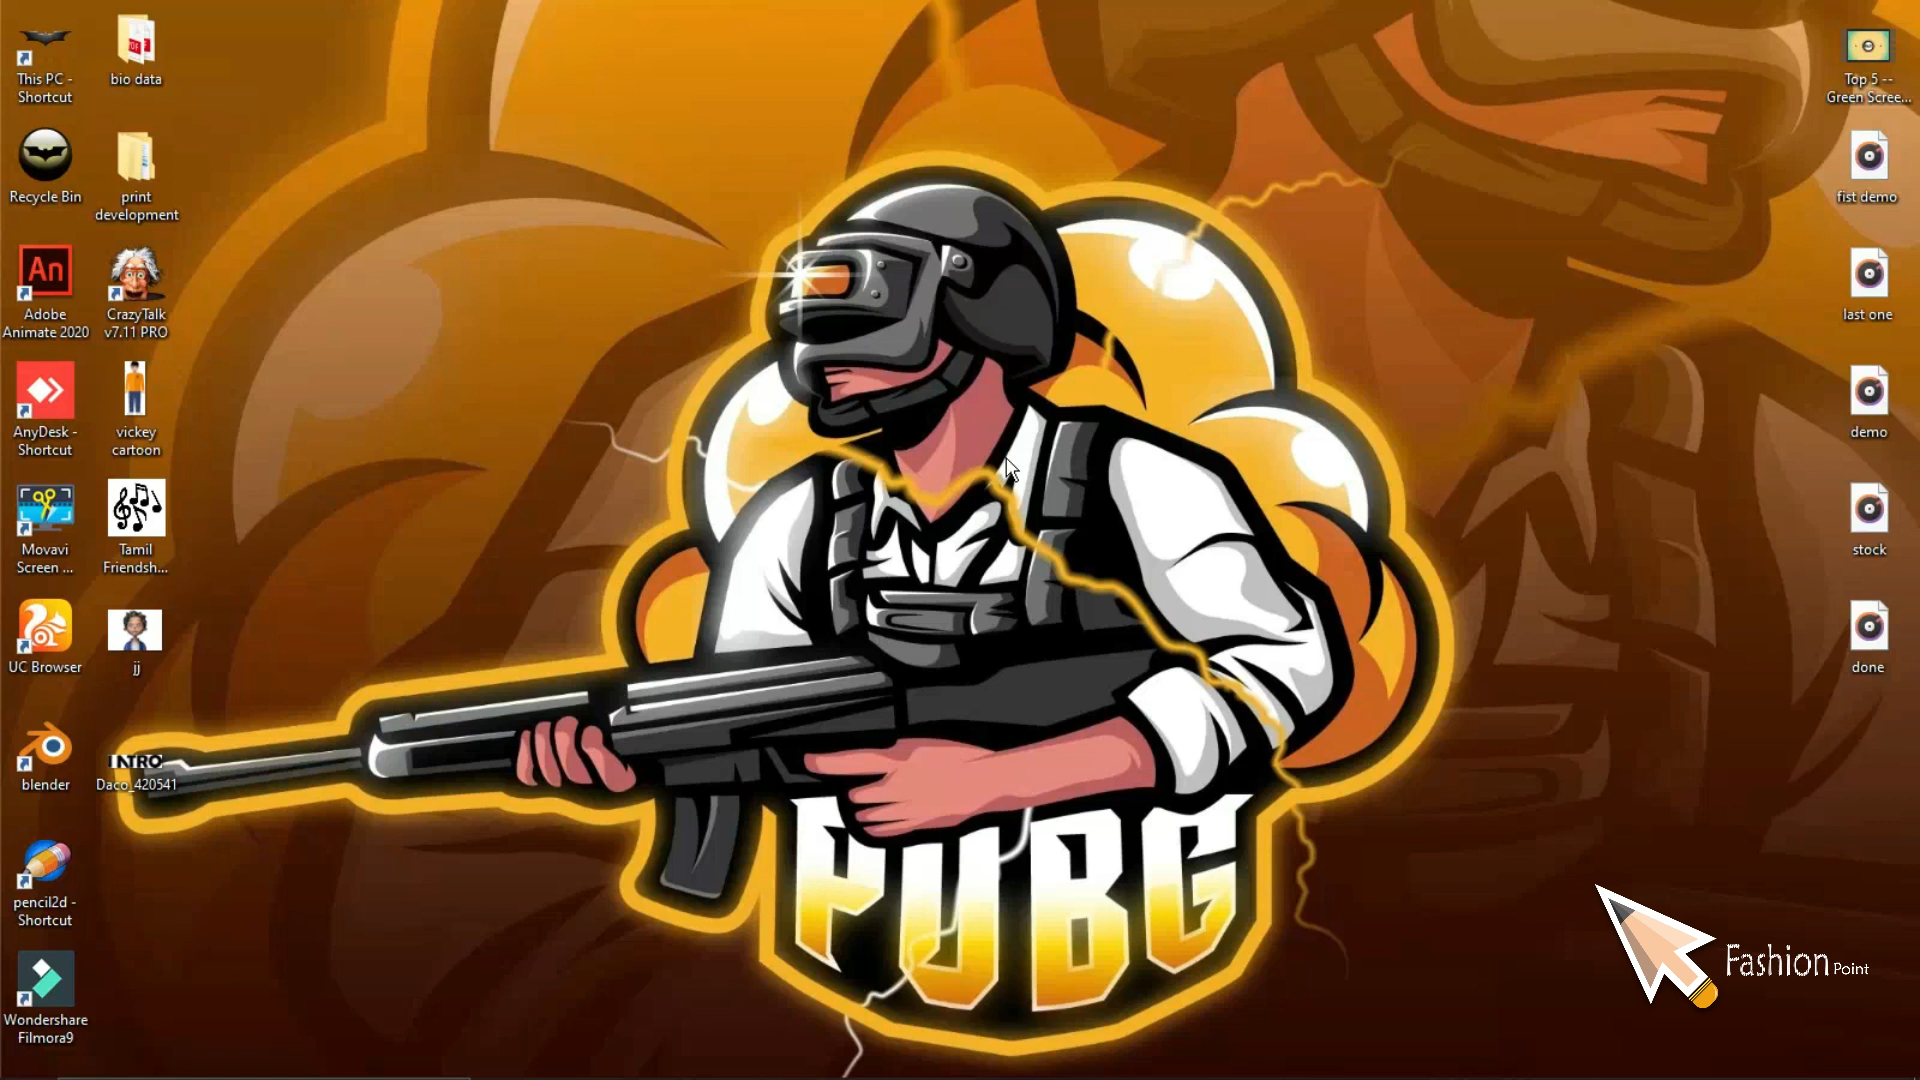 This PC -
Shortcut
bio data
Recycle Bin
print
development
An
Adobe
Animate 2020
CrazyTalk
v7.11 PRO
AnyDesk -
Shortcut
vickey
cartoon
Movavi
Screen ...
Tamil
Friendsh...
UC Browser
jj
blender
INTRO
Daco_420541
pencil2d -
Shortcut
Wondershare
Filmora9
PUBG
Top 5 --
Green Scree...
fist demo
last one
demo
stock
done
Fashion Point